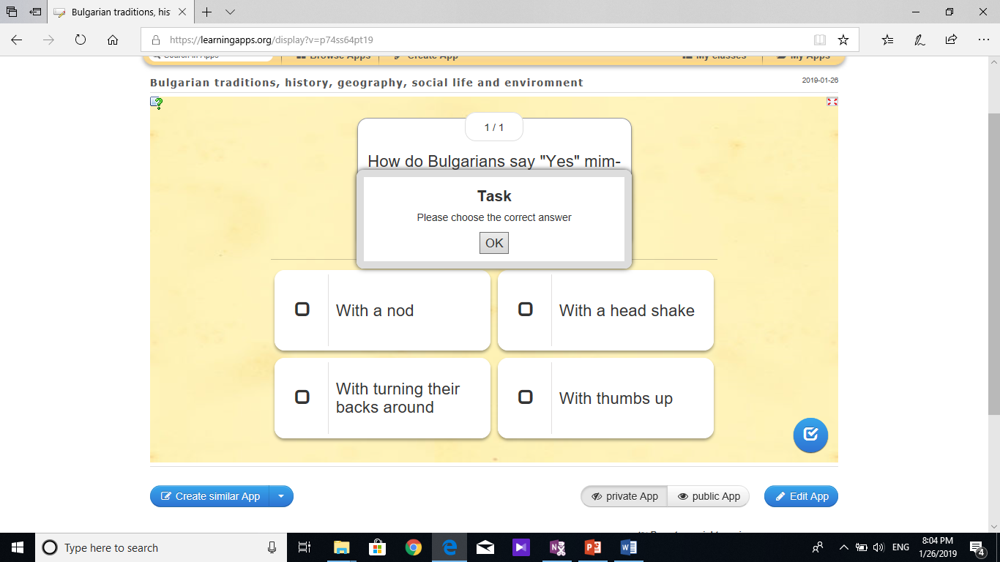 Bulgarian traditions, his
https://learningapps.org/display?v=p74ss64pt19
Search in Apps
Browse Apps
Create App
My classes
My Apps
Bulgarian traditions, history, geography, social life and enviromnent
2019-01-26
1 / 1
How do Bulgarians say "Yes" mim-
Task
Please choose the correct answer
OK
With a nod
With a head shake
With turning their
backs around
With thumbs up
Create similar App
private App
public App
Edit App
Type here to search
ENG
8:04 PM
1/26/2019
4